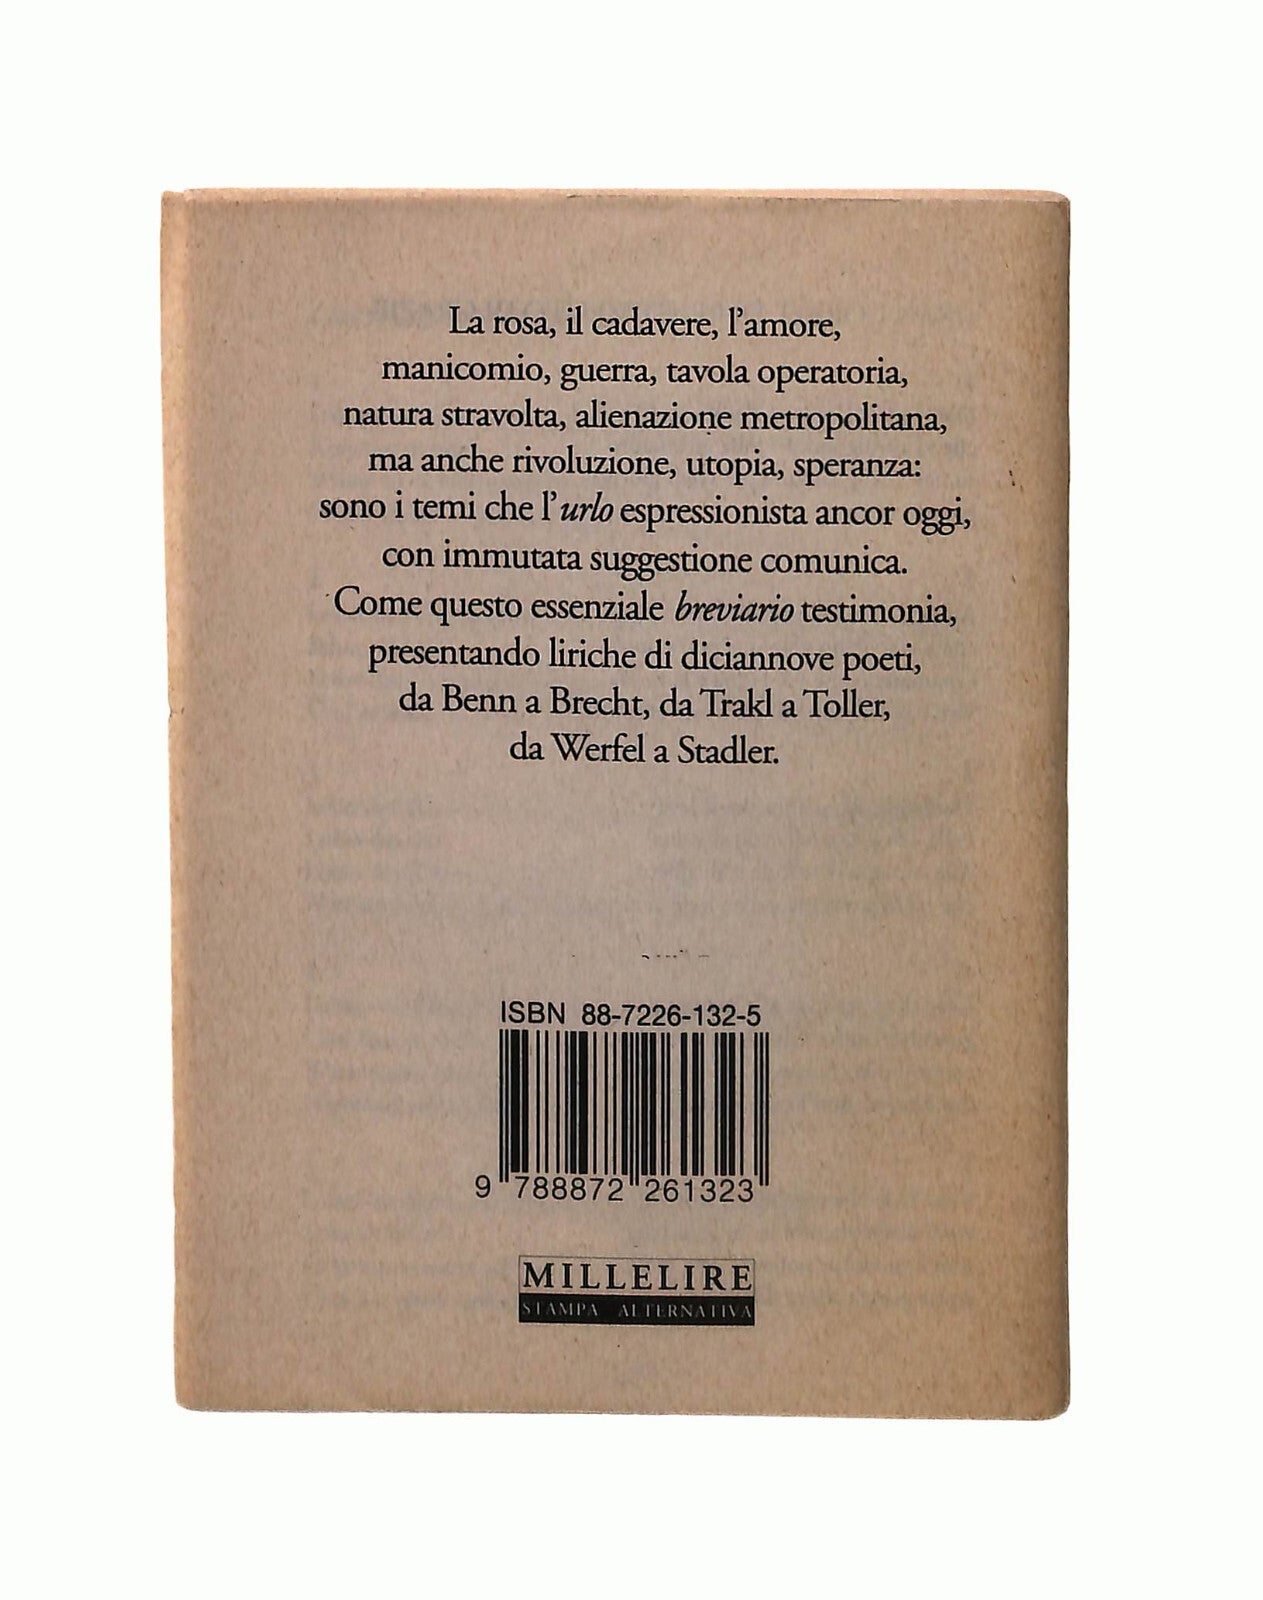 La rosa, il cadavere, l'amore,
manicomio, guerra, tavola operatoria,
natura stravolta, alienazione metropolitana,
ma anche rivoluzione, utopia, speranza:
sono i temi che l'urlo espressionista ancor oggi,
con immutata suggestione comunica.
Come questo essenziale breviario testimonia,
presentando liriche di diciannove poeti,
da Benn a Brecht, da Trakl a Toller,
da Werfel a Stadler.
ISBN 88-7226-132-5
9 788872 261323
MILLELIRE
STAMPA ALTERNATIVA